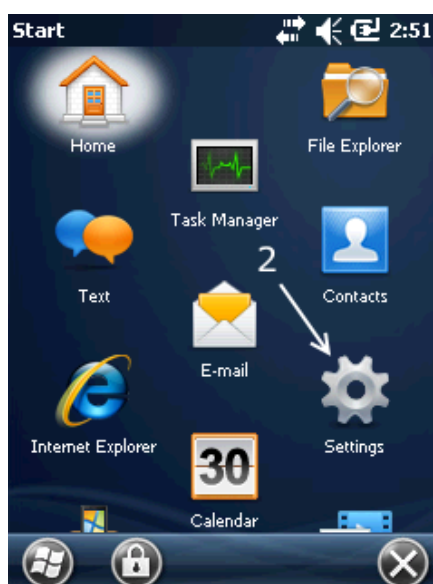 Start
2:51
Home
File Explorer
Task Manager
2
Text
Contacts
E-mail
Internet Explorer
Settings
30
Calendar